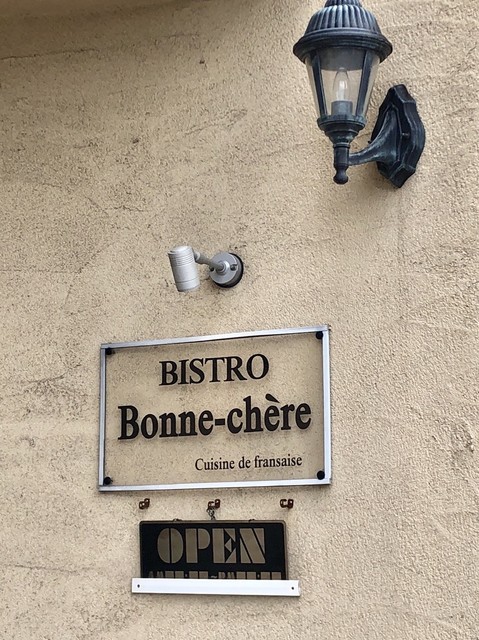 BISTRO
Bonne-chère
Cuisine de fransaise
OPEN